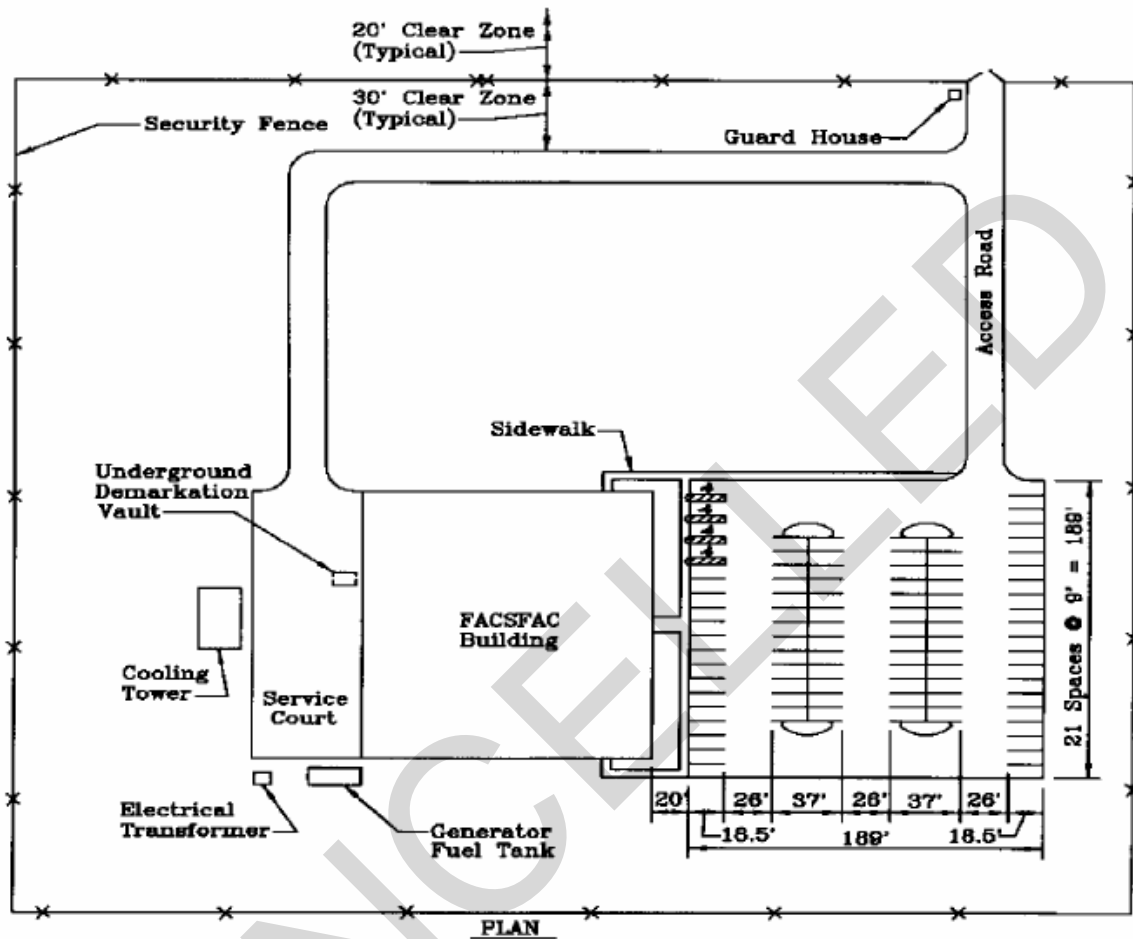 20' Clear Zone
(Typical)
30' Clear Zone
(Typical)
Security Fence
Guard House
Access Road
Sidewalk
Underground
Demarkation
Vault
FACSFAC
Building
Cooling
Tower
Service
Court
21 Spaces @ 9' = 189'
Electrical
Transformer
Generator
Fuel Tank
20'
26'
37'
26'
37'
26'
18.5'
189'
18.5'
PLAN
CANCELLED